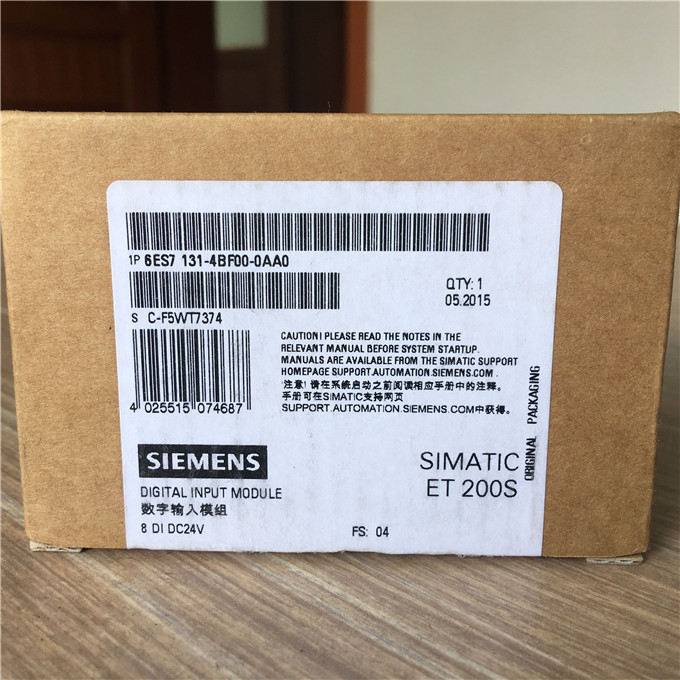 1P 6ES7 131-4BF00-0AA0
QTY: 1
05.2015
S C-F5WT7374
CAUTION! PLEASE READ THE NOTES IN THE
RELEVANT MANUAL BEFORE SYSTEM STARTUP.
MANUALS ARE AVAILABLE FROM THE SIMATIC SUPPORT
HOMEPAGE SUPPORT.AUTOMATION.SIEMENS.COM
注意! 请在系统启动之前阅读相应手册中的注释。
手册可在SIMATIC支持网页
SUPPORT.AUTOMATION.SIEMENS.COM中获得。
4 025515 074687
ORIGINAL PACKAGING
SIEMENS
SIMATIC
ET 200S
DIGITAL INPUT MODULE
数字输入模组
8 DI DC24V
FS: 04